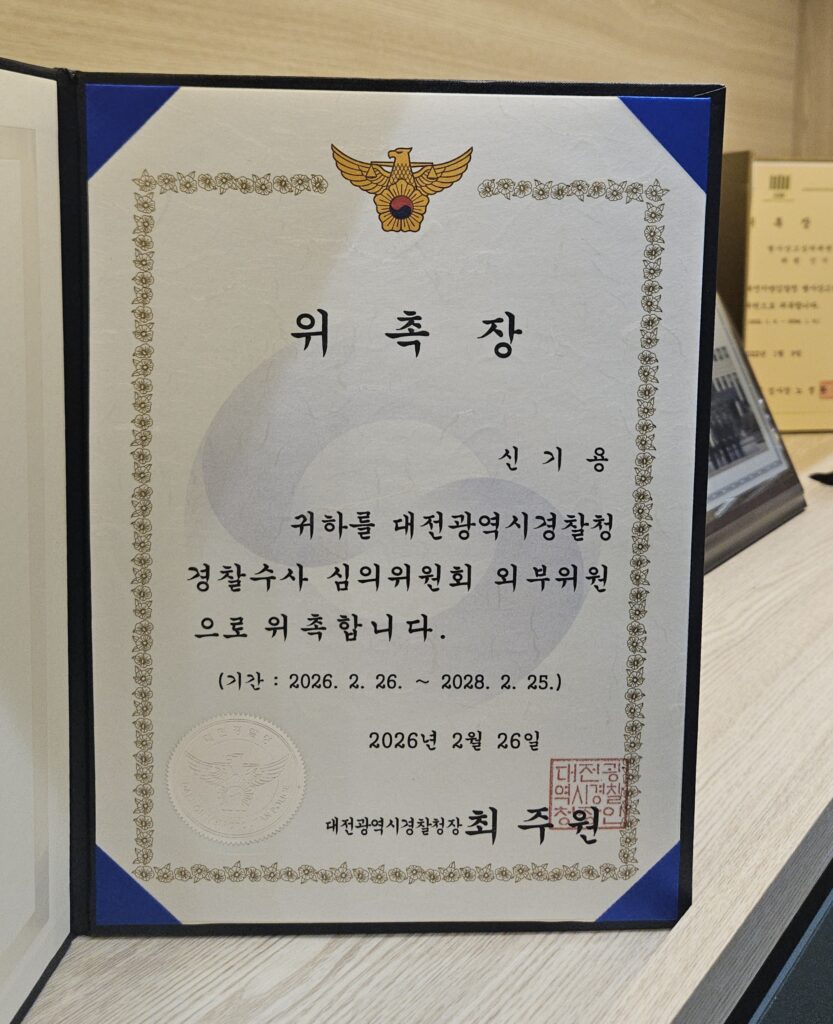 위 촉 장
신 기 용
귀하를 대전광역시경찰청
경찰수사 심의위원회 외부위원
으로 위촉합니다.
(기간 : 2026. 2. 26. ~ 2028. 2. 25.)
2026년 2월 26일
대전광역시경찰청장 최 주 원
대전광
역시경찰
청장인
촉 장